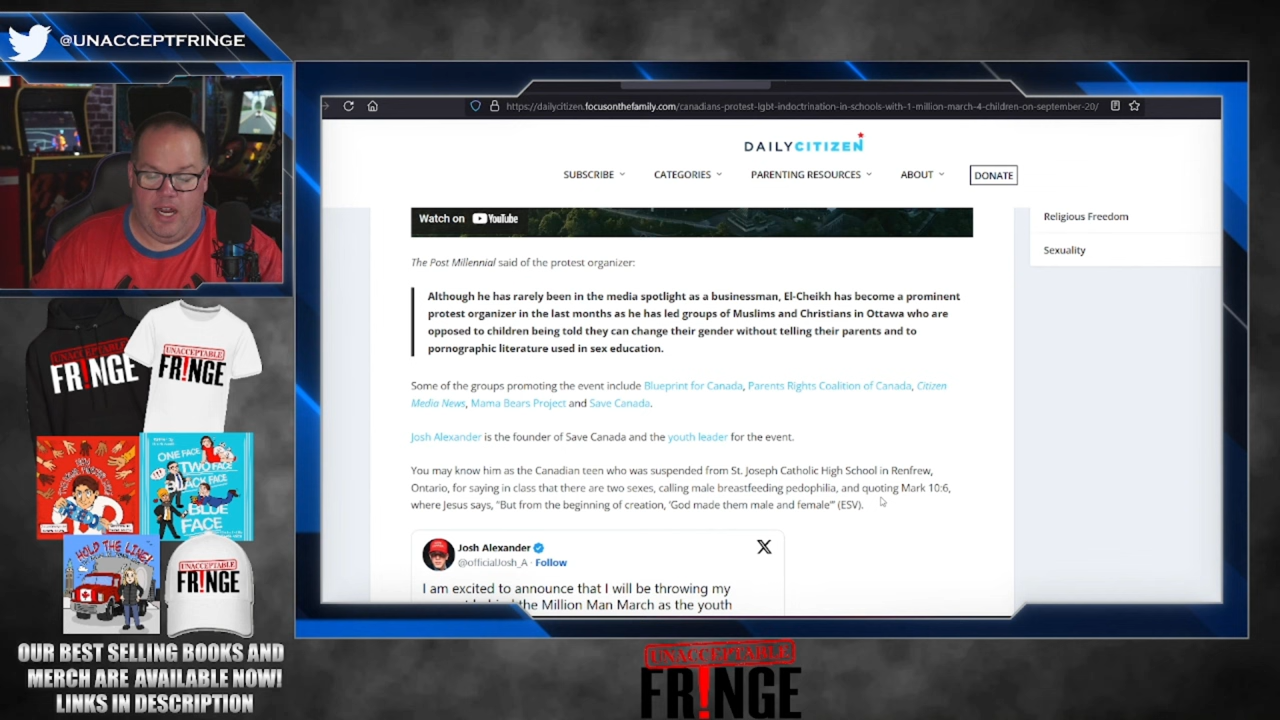 @UNACCEPTFRINGE
https://dailycitizen.focusonthefamily.com/canadians-protest-lgbt-indoctrination-in-schools-with-1-million-march-4-children-on-september-20/
DAILYCITIZEN
SUBSCRIBE CATEGORIES PARENTING RESOURCES ABOUT DONATE
Watch on YouTube
Religious Freedom
Sexuality
The Post Millennial said of the protest organizer:
Although he has rarely been in the media spotlight as a businessman, El-Cheikh has become a prominent
protest organizer in the last months as he has led groups of Muslims and Christians in Ottawa who are
opposed to children being told they can change their gender without telling their parents and to
pornographic literature used in sex education.
Some of the groups promoting the event include Blueprint for Canada, Parents Rights Coalition of Canada, Citizen
Media News, Mama Bears Project and Save Canada.
Josh Alexander is the founder of Save Canada and the youth leader for the event.
You may know him as the Canadian teen who was suspended from St. Joseph Catholic High School in Renfrew,
Ontario, for saying in class that there are two sexes, calling male breastfeeding pedophilia, and quoting Mark 10:6,
where Jesus says, "But from the beginning of creation, 'God made them male and female'" (ESV).
Josh Alexander
@officialJosh_A · Follow
I am excited to announce that I will be throwing my
the Million Man March as the youth
UNACCEPTABLE
FR!NGE
UNACCEPTABLE
FR!NGE
ONE FACE
TWO FACE
BLACK FACE
BLUE
FACE
HOLD THE LINE!
UNACCEPTABLE
FR!NGE
OUR BEST SELLING BOOKS AND
MERCH ARE AVAILABLE NOW!
LINKS IN DESCRIPTION
UNACCEPTABLE
FR!NGE